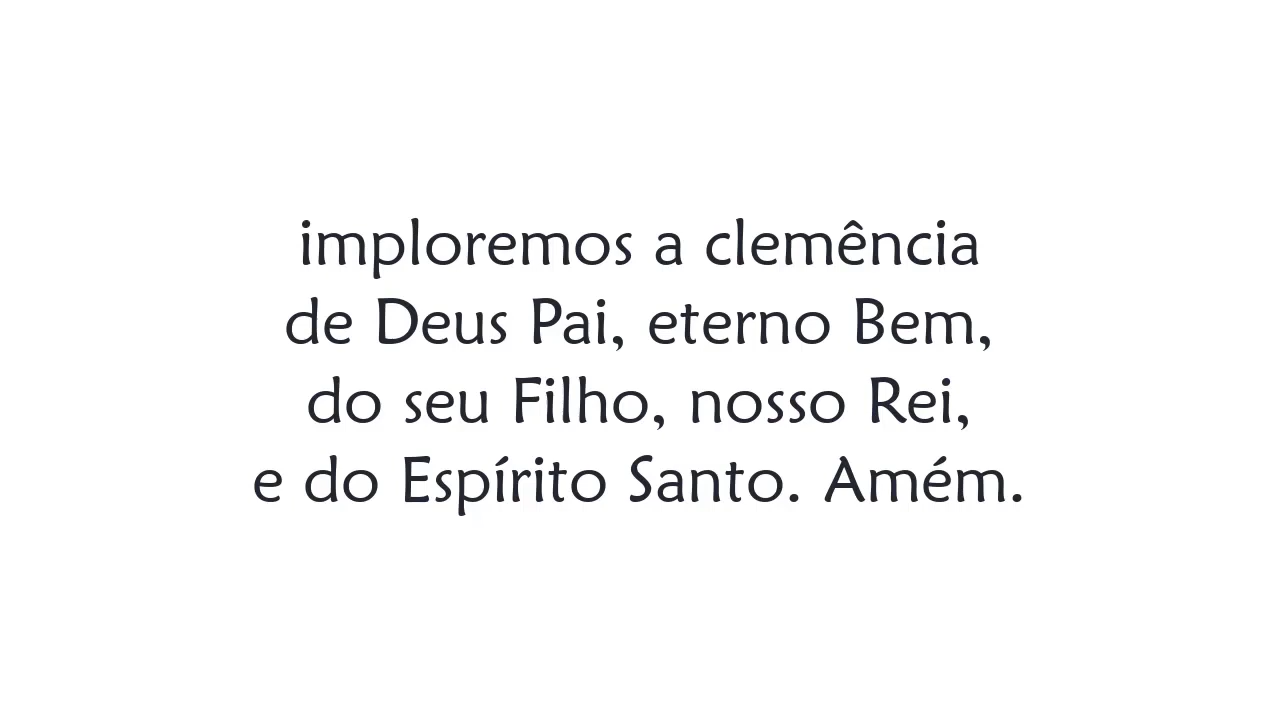 imploremos a clemência
de Deus Pai, eterno Bem,
do seu Filho, nosso Rei,
e do Espírito Santo. Amém.